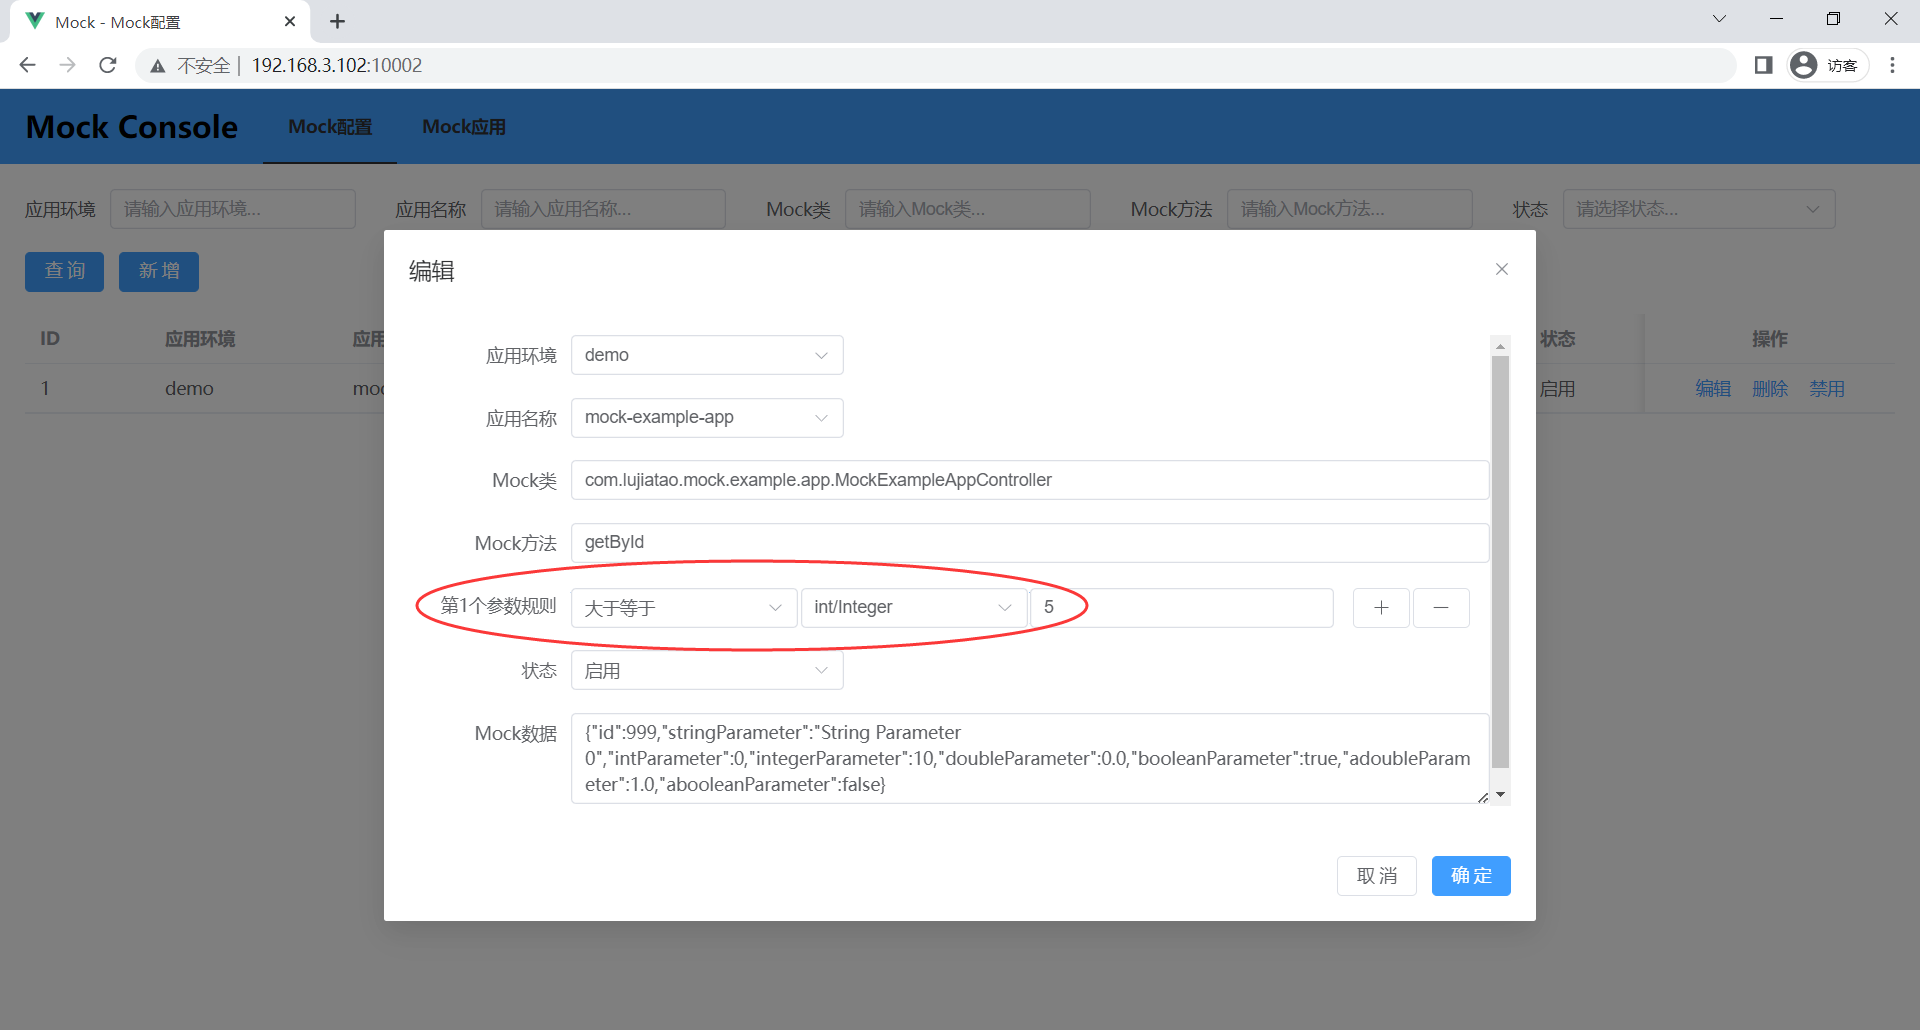 Mock - Mock配置
不安全 | 192.168.3.102:10002
访客
Mock Console Mock配置 Mock应用
应用环境 请输入应用环境... 应用名称 请输入应用名称... Mock类 请输入Mock类... Mock方法 请输入Mock方法... 状态 请选择状态...
查询 新增
编辑
ID 应用环境 应用 状态 操作
1 demo moc 启用 编辑 删除 禁用
应用环境 demo
应用名称 mock-example-app
Mock类 com.lujiatao.mock.example.app.MockExampleAppController
Mock方法 getById
第1个参数规则 大于等于 int/Integer 5
状态 启用
Mock数据 {"id":999,"stringParameter":"String Parameter
0","intParameter":0,"integerParameter":10,"doubleParameter":0.0,"booleanParameter":true,"adoubleParam
eter":1.0,"abooleanParameter":false}
取消 确定